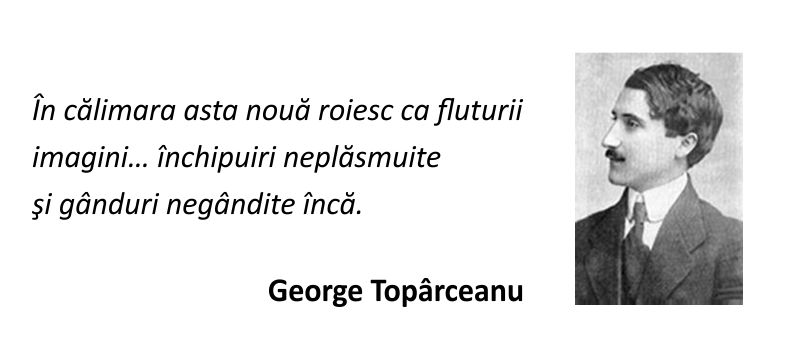 În călimara asta nouă roiesc ca fluturii
imagini... închipuiri neplăsmuite
şi gânduri negândite încă.
George Topârceanu